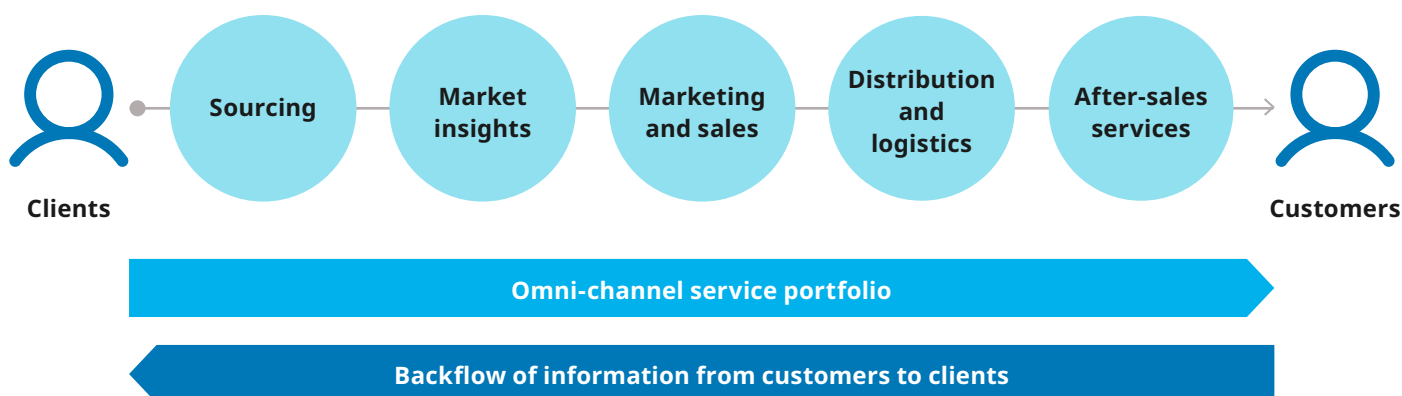 Sourcing
Market
insights
Marketing
and sales
Distribution
and
logistics
After-sales
services
Clients
Customers
Omni-channel service portfolio
Backflow of information from customers to clients